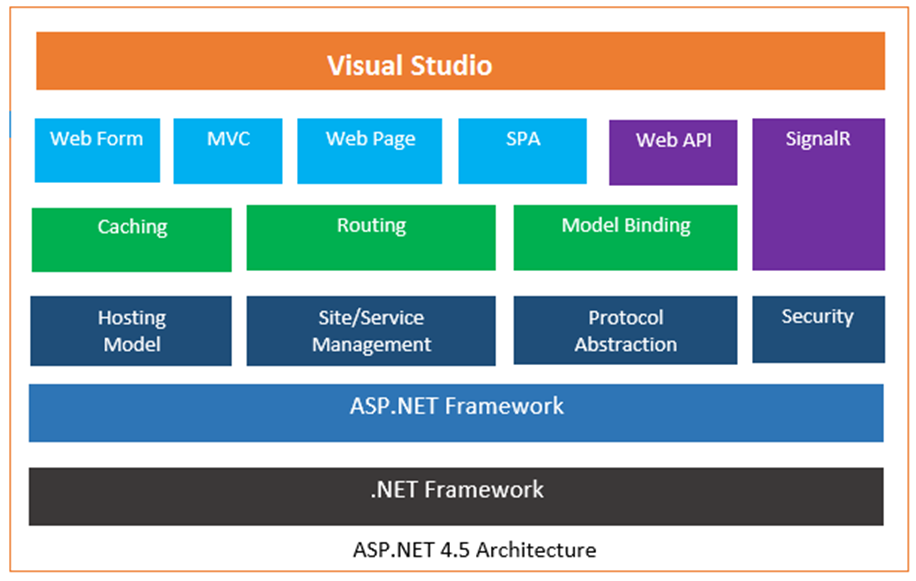 Visual Studio
Web Form
MVC
Web Page
SPA
Web API
SignalR
Caching
Routing
Model Binding
Hosting
Model
Site/Service
Management
Protocol
Abstraction
Security
ASP.NET Framework
.NET Framework
ASP.NET 4.5 Architecture